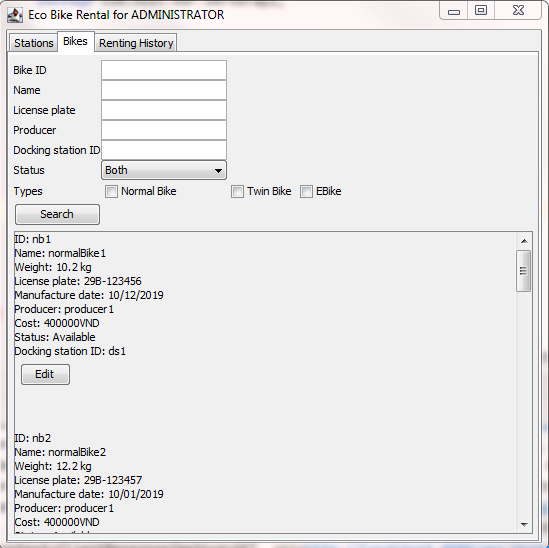 Eco Bike Rental for ADMINISTRATOR
Stations Bikes Renting History
Bike ID
Name
License plate
Producer
Docking station ID
Status Both
Types Normal Bike Twin Bike EBike
Search
ID: nb1
Name: normalBike1
Weight: 10.2 kg
License plate: 29B-123456
Manufacture date: 10/12/2019
Producer: producer1
Cost: 400000VND
Status: Available
Docking station ID: ds1
Edit
ID: nb2
Name: normalBike2
Weight: 12.2 kg
License plate: 29B-123457
Manufacture date: 10/01/2019
Producer: producer1
Cost: 400000VND